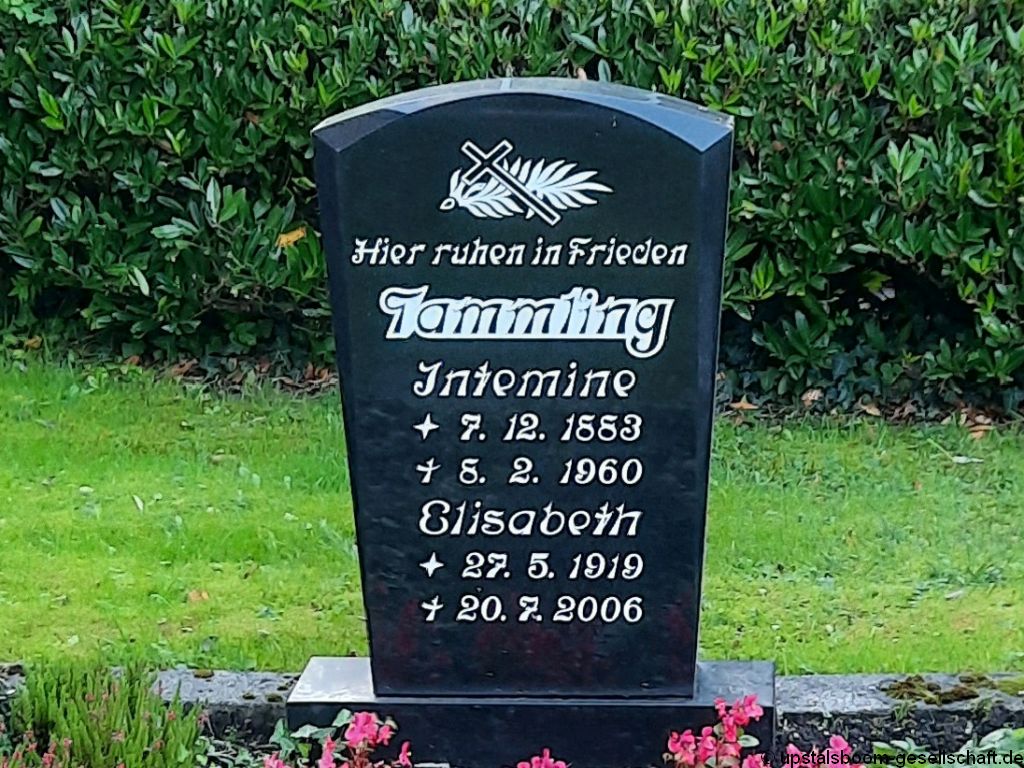 Hier ruhen in Frieden
Tammling
Intemine
✦ 7. 12. 1883
✝ 8. 2. 1960
Elisabeth
✦ 27. 5. 1919
✝ 20. 7. 2006
upstalsboom-gesellschaft.de